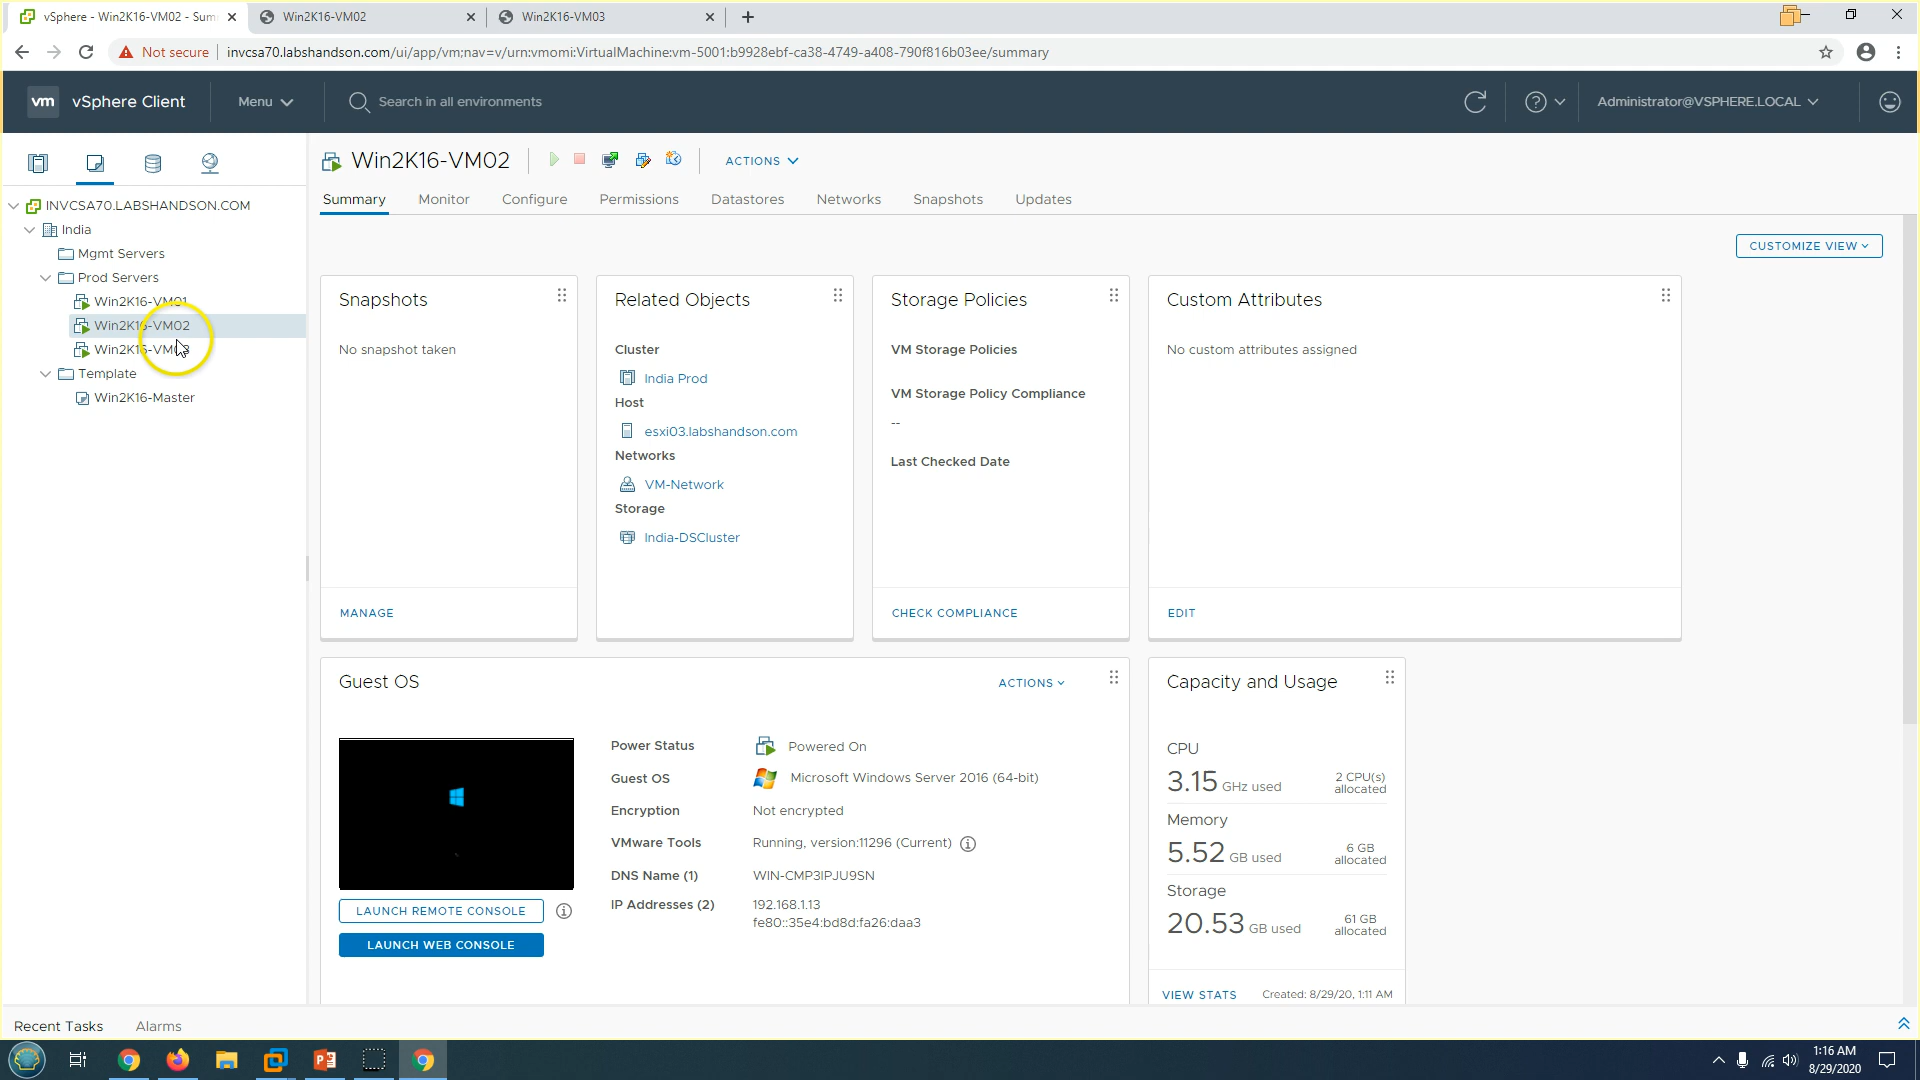 vSphere - Win2K16-VM02 - Sum
Win2K16-VM02
Win2K16-VM03
Not secure
invcsa70.labshandson.com/ui/app/vm;nav=v/urn:vmomi:VirtualMachine:vm-5001:b9928ebf-ca38-4749-a408-790f816b03ee/summary
vm
vSphere Client
Menu
Search in all environments
Administrator@VSPHERE.LOCAL
INVCSA70.LABSHANDSON.COM
India
Mgmt Servers
Prod Servers
Win2K16-VM01
Win2K16-VM02
Win2K16-VM03
Template
Win2K16-Master
Win2K16-VM02
ACTIONS
Summary
Monitor
Configure
Permissions
Datastores
Networks
Snapshots
Updates
CUSTOMIZE VIEW
Snapshots
No snapshot taken
MANAGE
Related Objects
Cluster
India Prod
Host
esxi03.labshandson.com
Networks
VM-Network
Storage
India-DSCluster
Storage Policies
VM Storage Policies
VM Storage Policy Compliance
--
Last Checked Date
CHECK COMPLIANCE
Custom Attributes
No custom attributes assigned
EDIT
Guest OS
ACTIONS
LAUNCH REMOTE CONSOLE
LAUNCH WEB CONSOLE
Power Status
Powered On
Guest OS
Microsoft Windows Server 2016 (64-bit)
Encryption
Not encrypted
VMware Tools
Running, version:11296 (Current)
DNS Name (1)
WIN-CMP3IPJU9SN
IP Addresses (2)
192.168.1.13
fe80::35e4:bd8d:fa26:daa3
Capacity and Usage
CPU
3.15 GHz used
2 CPU(s)
allocated
Memory
5.52 GB used
6 GB
allocated
Storage
20.53 GB used
61 GB
allocated
VIEW STATS
Created: 8/29/20, 1:11 AM
Recent Tasks
Alarms
1:16 AM
8/29/2020